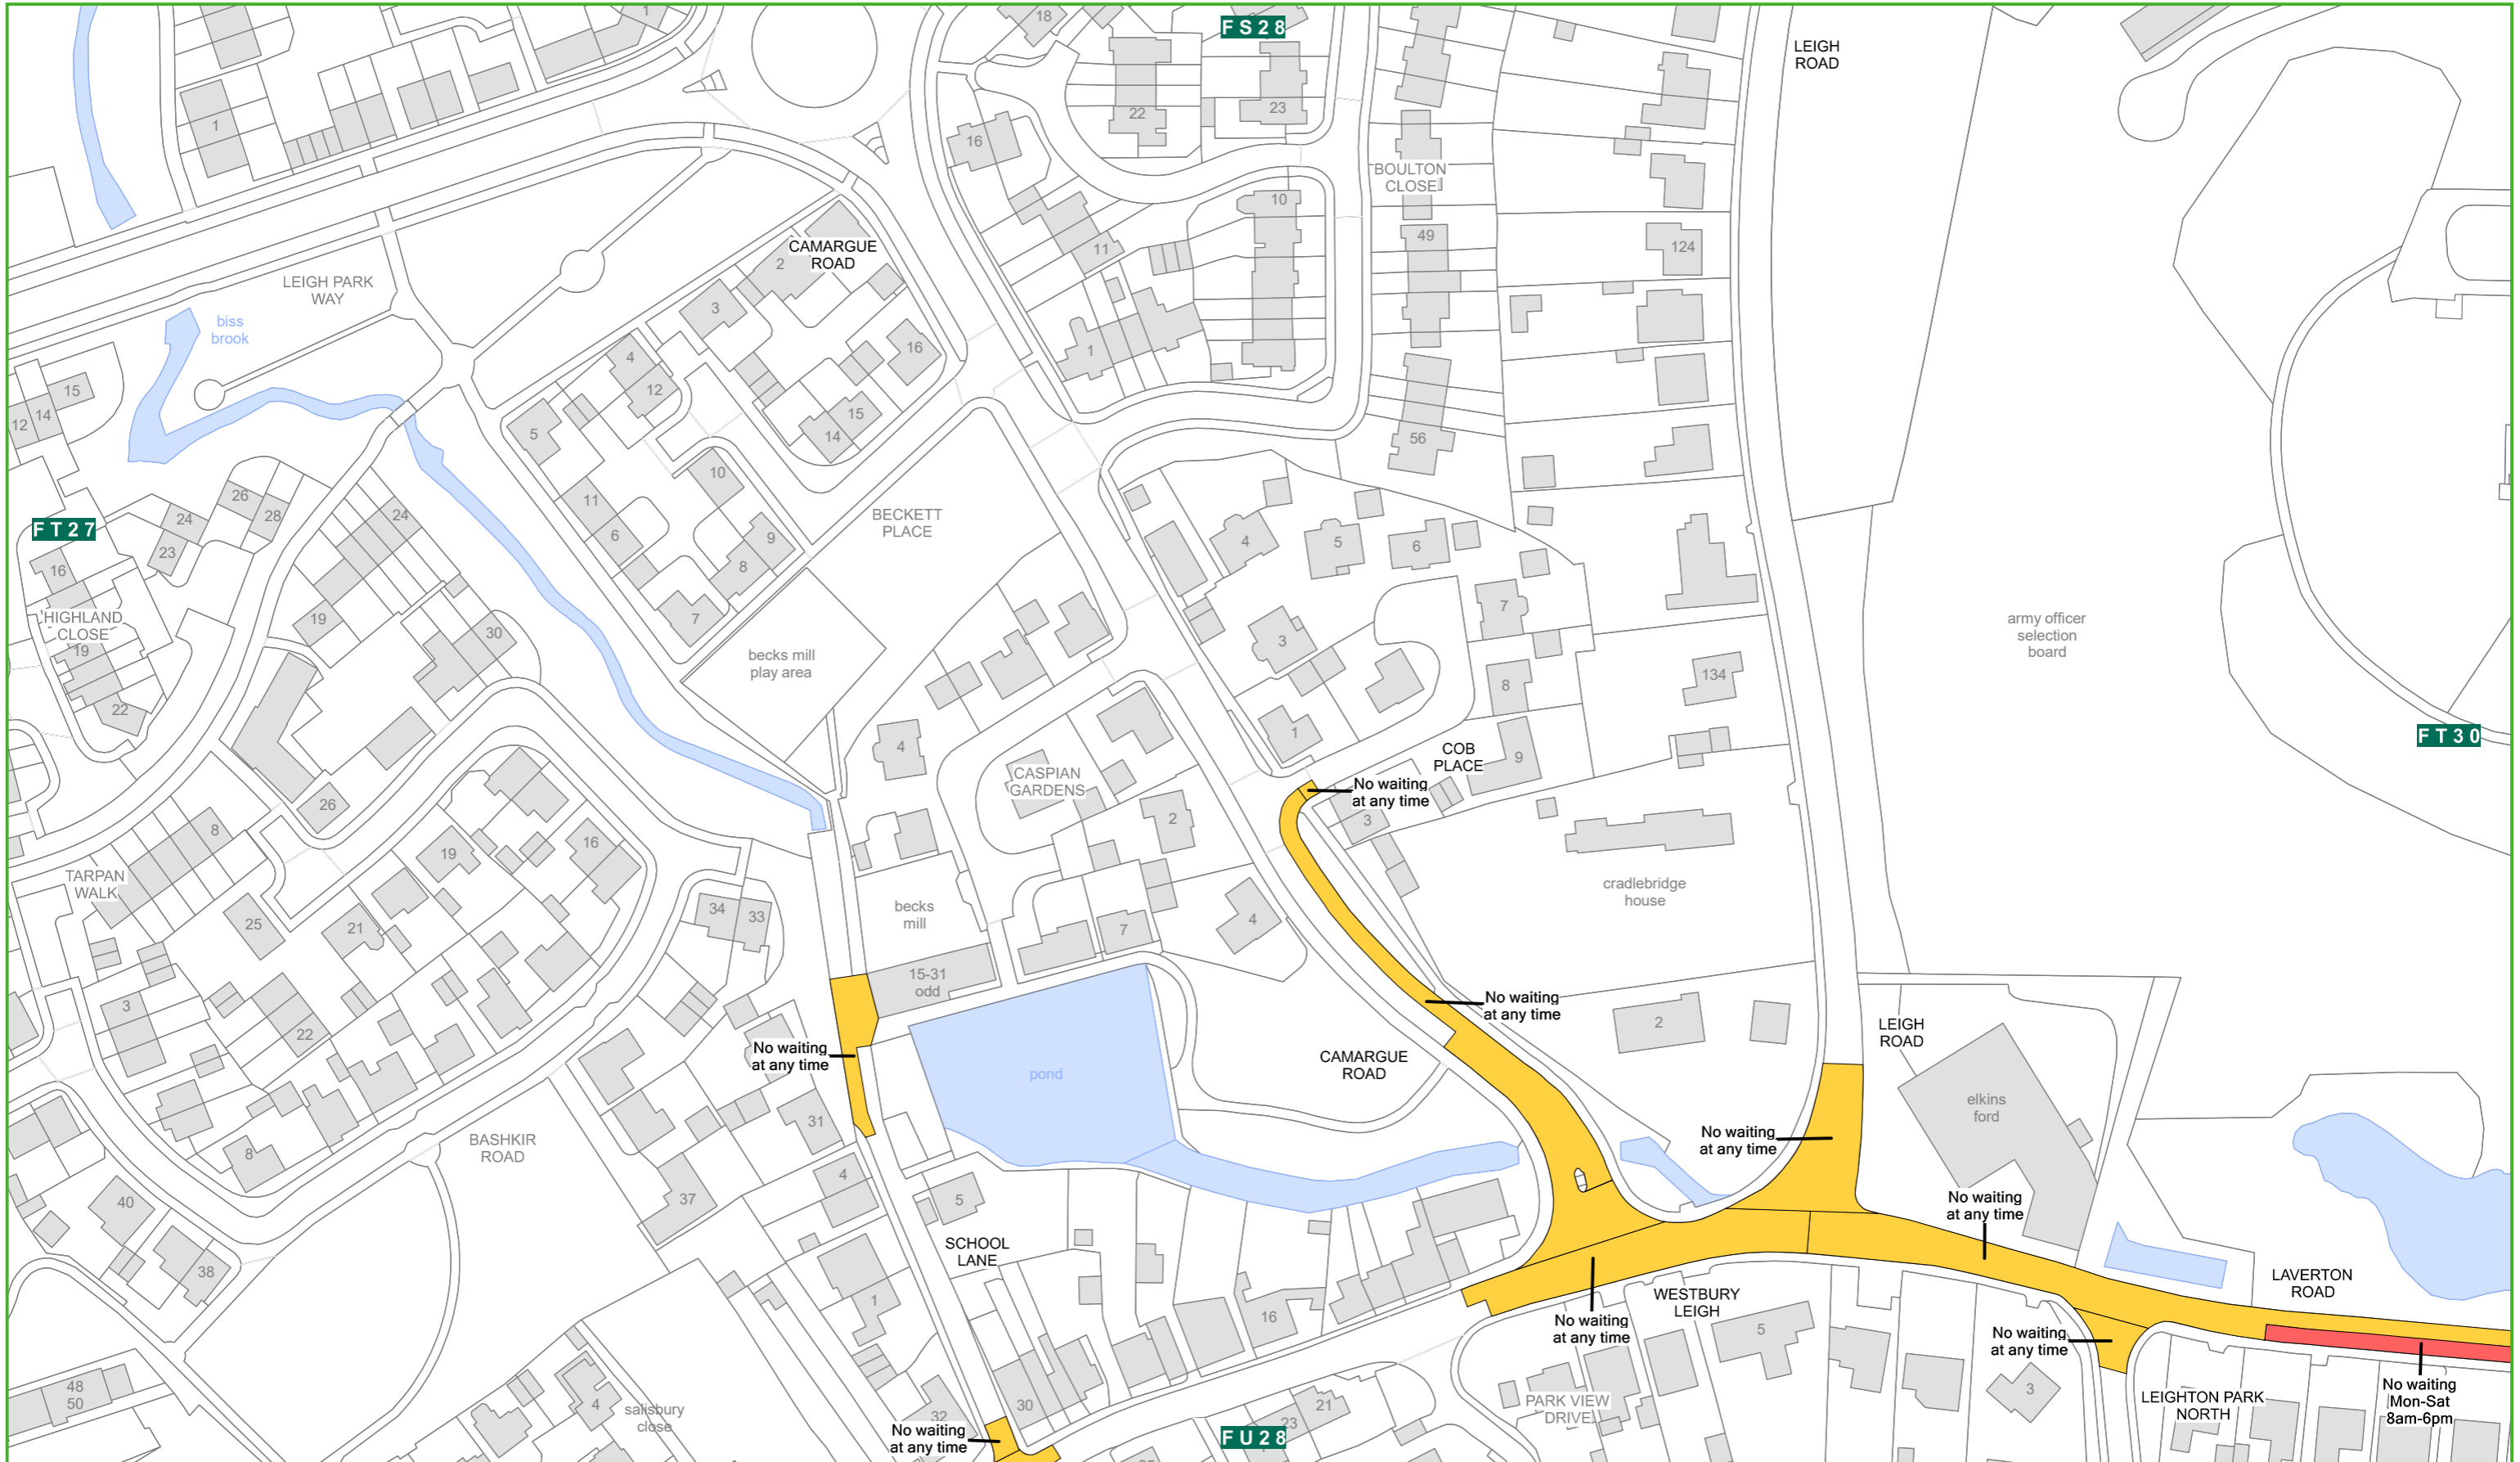 FS28
18
1
LEIGH
ROAD
22
23
1
16
BOULTON
CLOSE
10
49
124
11
CAMARGUE
ROAD
2
LEIGH PARK
WAY
3
biss
brook
16
1
4
12
15
14
12
15
14
5
56
10
26
28
24
24
23
11
6
9
8
BECKETT
PLACE
4
5
6
FT27
16
HIGHLAND
CLOSE
19
22
19
30
7
7
3
army officer
selection
board
becks mill
play area
8
134
1
FT30
4
CASPIAN
GARDENS
COB
PLACE
9
No waiting
at any time
3
2
26
8
19
16
TARPAN
WALK
cradlebridge
house
25
21
34
33
becks
mill
7
4
15-31
odd
3
22
No waiting
at any time
2
LEIGH
ROAD
No waiting
at any time
pond
CAMARGUE
ROAD
elkins
ford
31
BASHKIR
ROAD
8
No waiting
at any time
4
5
37
40
No waiting
at any time
38
SCHOOL
LANE
1
16
WESTBURY
LEIGH
5
No waiting
at any time
LAVERTON
ROAD
No waiting
at any time
3
48
50
4
salisbury
close
32
30
21
23
PARK VIEW
DRIVE
LEIGHTON PARK
NORTH
No waiting
Mon-Sat
8am-6pm
No waiting
at any time
FU28